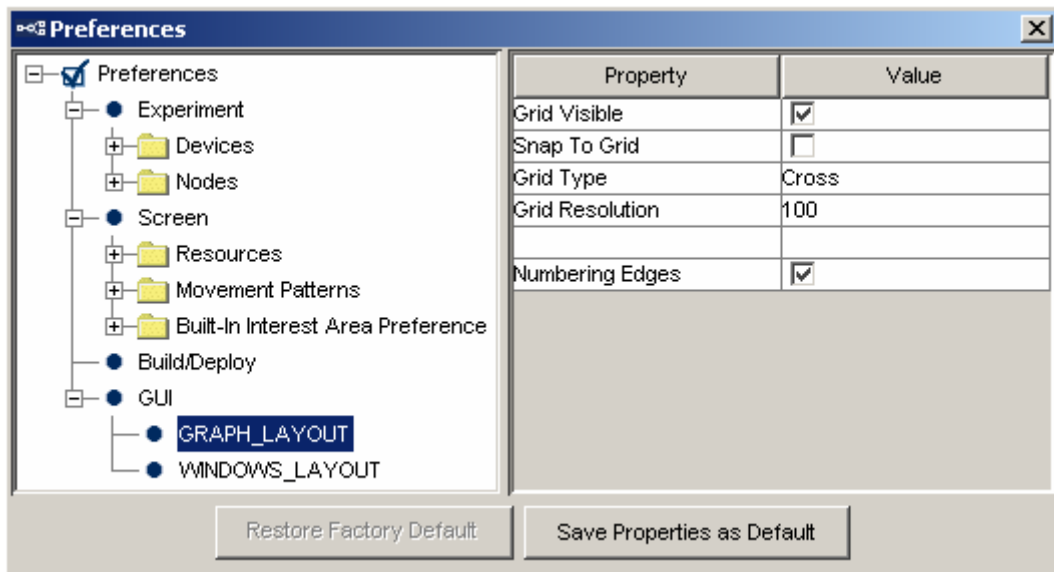 Preferences
Preferences
Experiment
Devices
Nodes
Screen
Resources
Movement Patterns
Built-In Interest Area Preference
Build/Deploy
GUI
GRAPH_LAYOUT
WINDOWS_LAYOUT
Property Value
Grid Visible
Snap To Grid
Grid Type Cross
Grid Resolution 100
Numbering Edges
Restore Factory Default Save Properties as Default